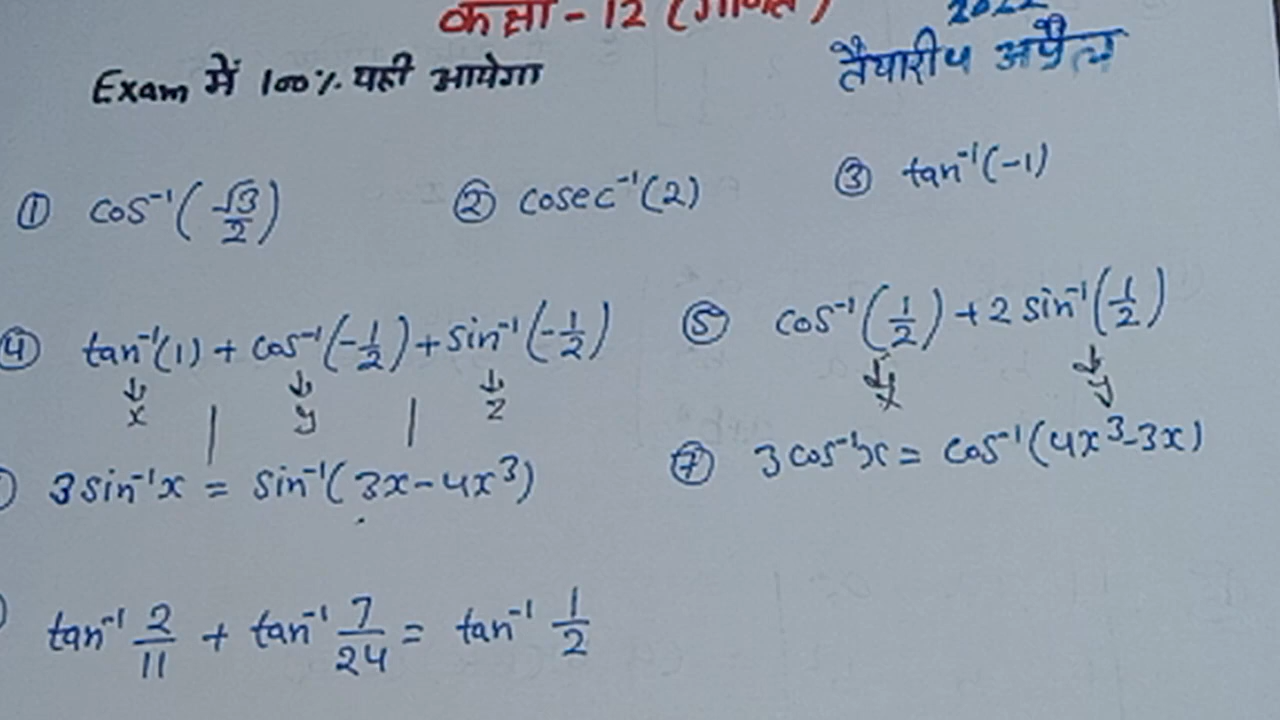 कक्षा - 12 (गणित) 2022
Exam में 100% यही आयेगा तैयारी प अप्रैल
① cos⁻¹(√3/2) ② cosec⁻¹(2) ③ tan⁻¹(-1)
④ tan⁻¹(1) + cos⁻¹(-1/2) + sin⁻¹(-1/2) ⑤ cos⁻¹(1/2) + 2 sin⁻¹(1/2)
↓ ↓ ↓ ↓ ↓
x | y | z x y
3 sin⁻¹x = sin⁻¹(3x - 4x³) ⑦ 3 cos⁻¹x = cos⁻¹(4x³-3x)
tan⁻¹ 2/11 + tan⁻¹ 7/24 = tan⁻¹ 1/2